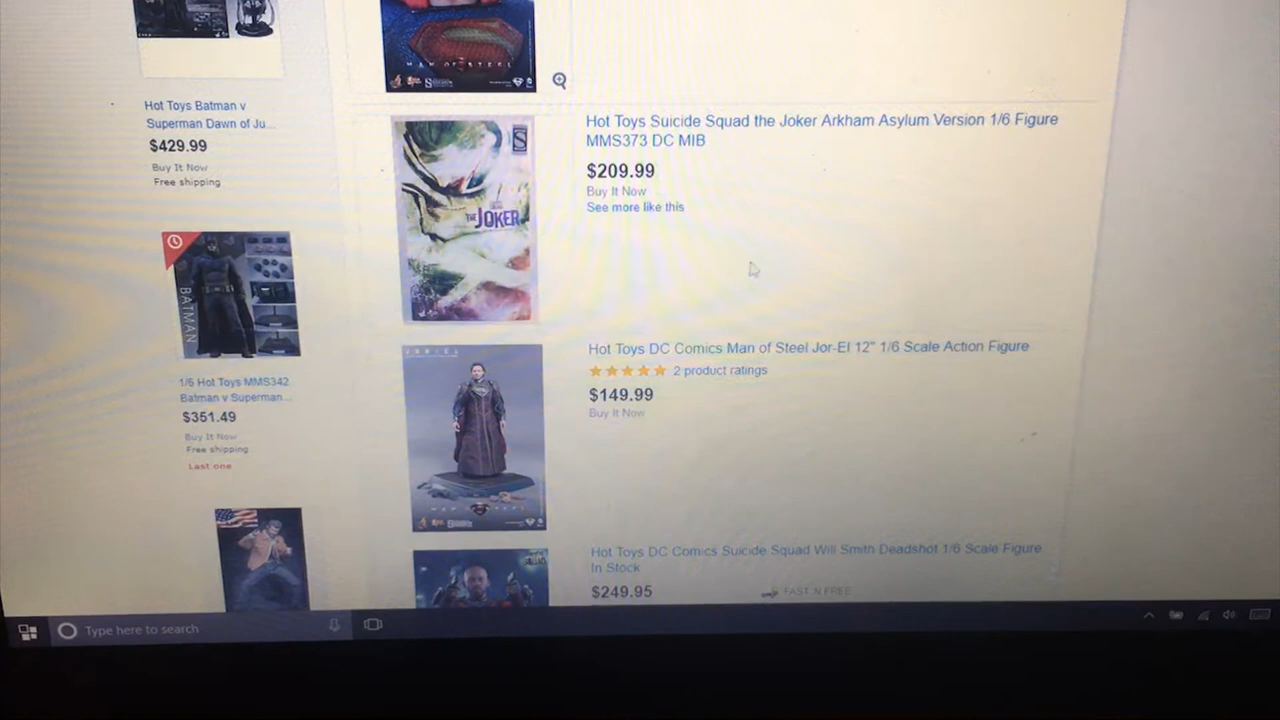 MAN OF STEEL
Hot Toys Batman v
Superman Dawn of Ju...
$429.99
Buy It Now
Free shipping
Hot Toys Suicide Squad the Joker Arkham Asylum Version 1/6 Figure
MMS373 DC MIB
$209.99
Buy It Now
See more like this
THE JOKER
BATMAN
1/6 Hot Toys MMS342
Batman v Superman...
$351.49
Buy It Now
Free shipping
Last one
Hot Toys DC Comics Man of Steel Jor-El 12" 1/6 Scale Action Figure
2 product ratings
$149.99
Buy It Now
JOR-EL
Hot Toys DC Comics Suicide Squad Will Smith Deadshot 1/6 Scale Figure
In Stock
$249.95
FAST 'N FREE
Type here to search